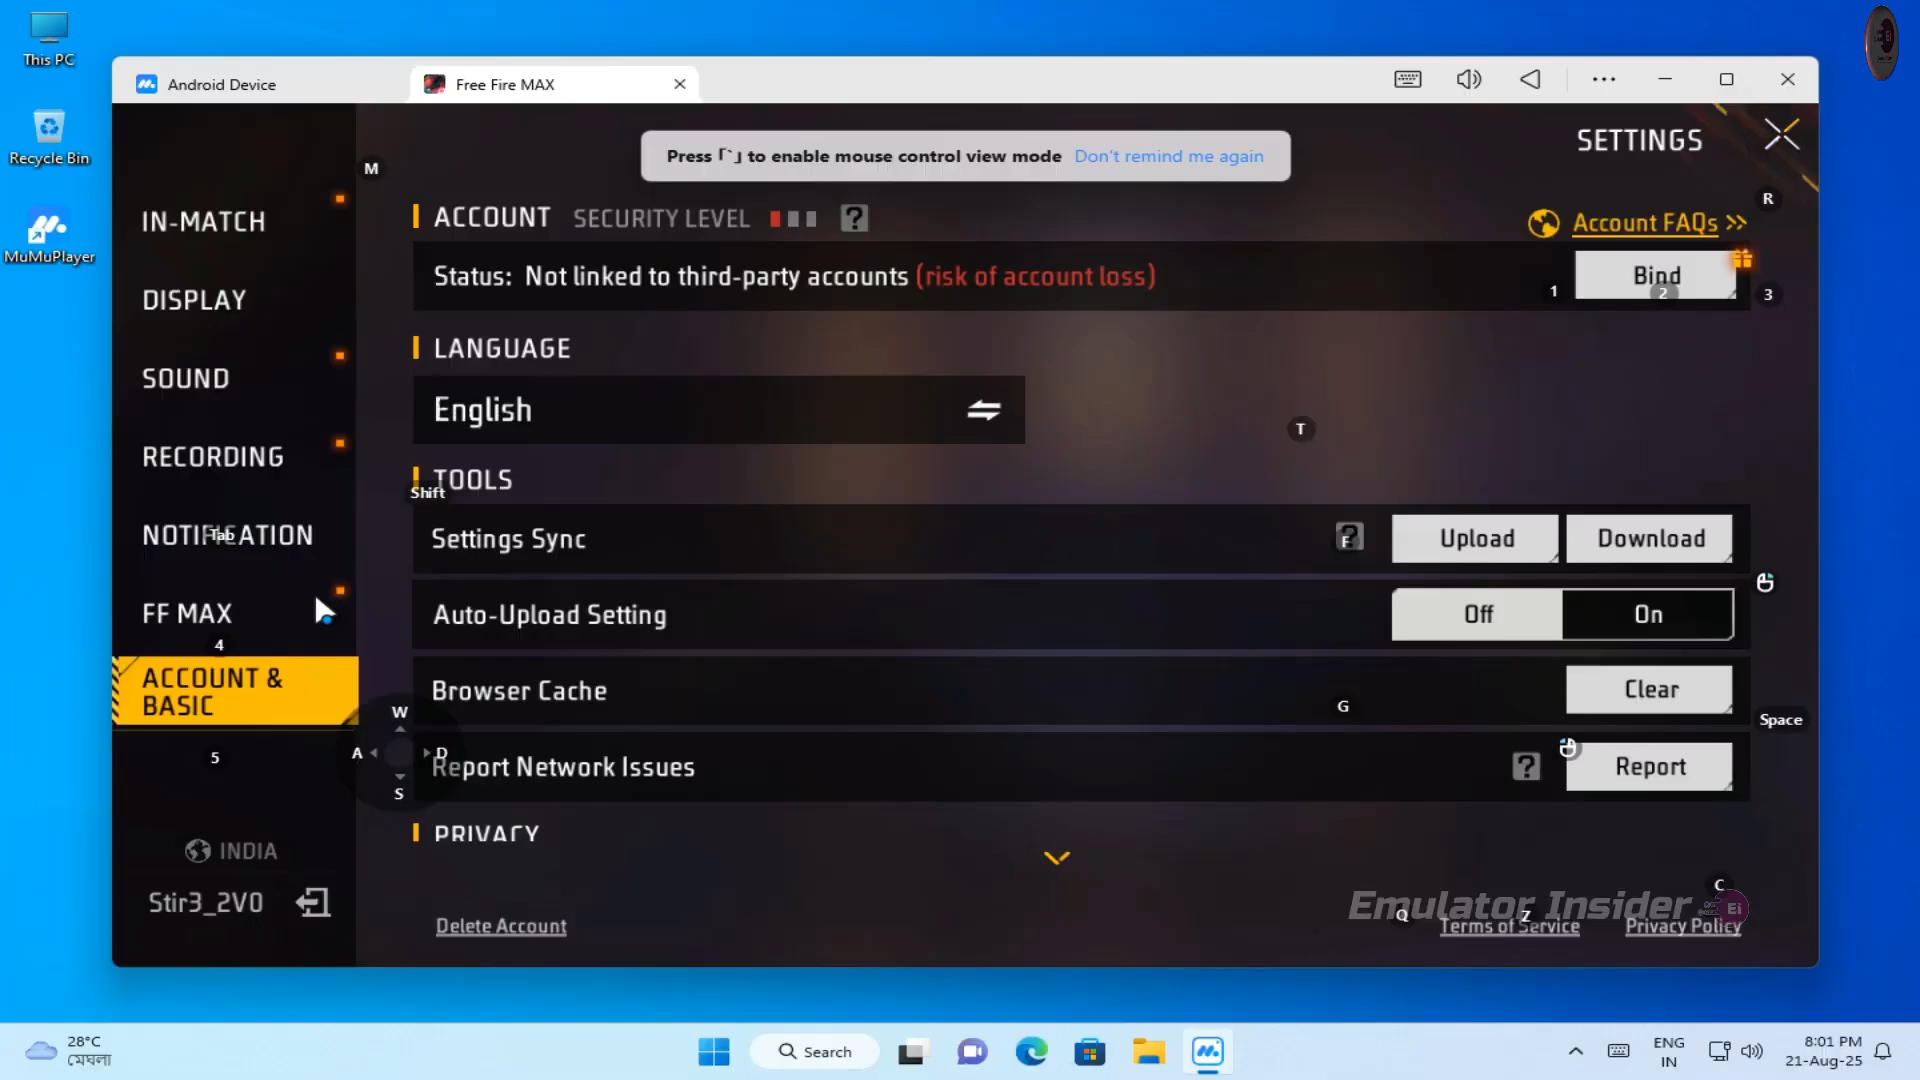 This PC
Recycle Bin
MuMuPlayer
Android Device
Free Fire MAX
Press「`」to enable mouse control view mode Don't remind me again
SETTINGS
M
R
IN-MATCH
DISPLAY
SOUND
RECORDING
NOTIFICATION
Tab
FF MAX
4
ACCOUNT &
BASIC
5
INDIA
Stir3_2V0
ACCOUNT SECURITY LEVEL ?
Account FAQs >>
Status: Not linked to third-party accounts (risk of account loss)
1
Bind
2
3
LANGUAGE
English
T
TOOLS
Shift
Settings Sync
F
Upload
Download
Auto-Upload Setting
Off
On
Browser Cache
G
Clear
Space
W
A
D
S
Report Network Issues
?
Report
PRIVACY
Delete Account
Emulator Insider
Ei
C
Q
Z
Terms of Service
Privacy Policy
28°C
মেঘলা
Search
ENG
IN
8:01 PM
21-Aug-25